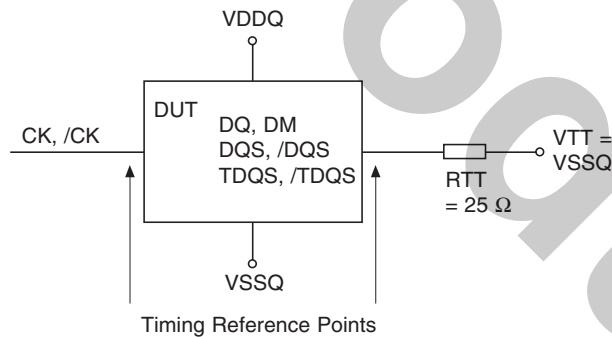 VDDQ
DUT
DQ, DM
DQS, /DQS
TDQS, /TDQS
CK, /CK
VTT =
VSSQ
RTT
= 25 Ω
VSSQ
Timing Reference Points